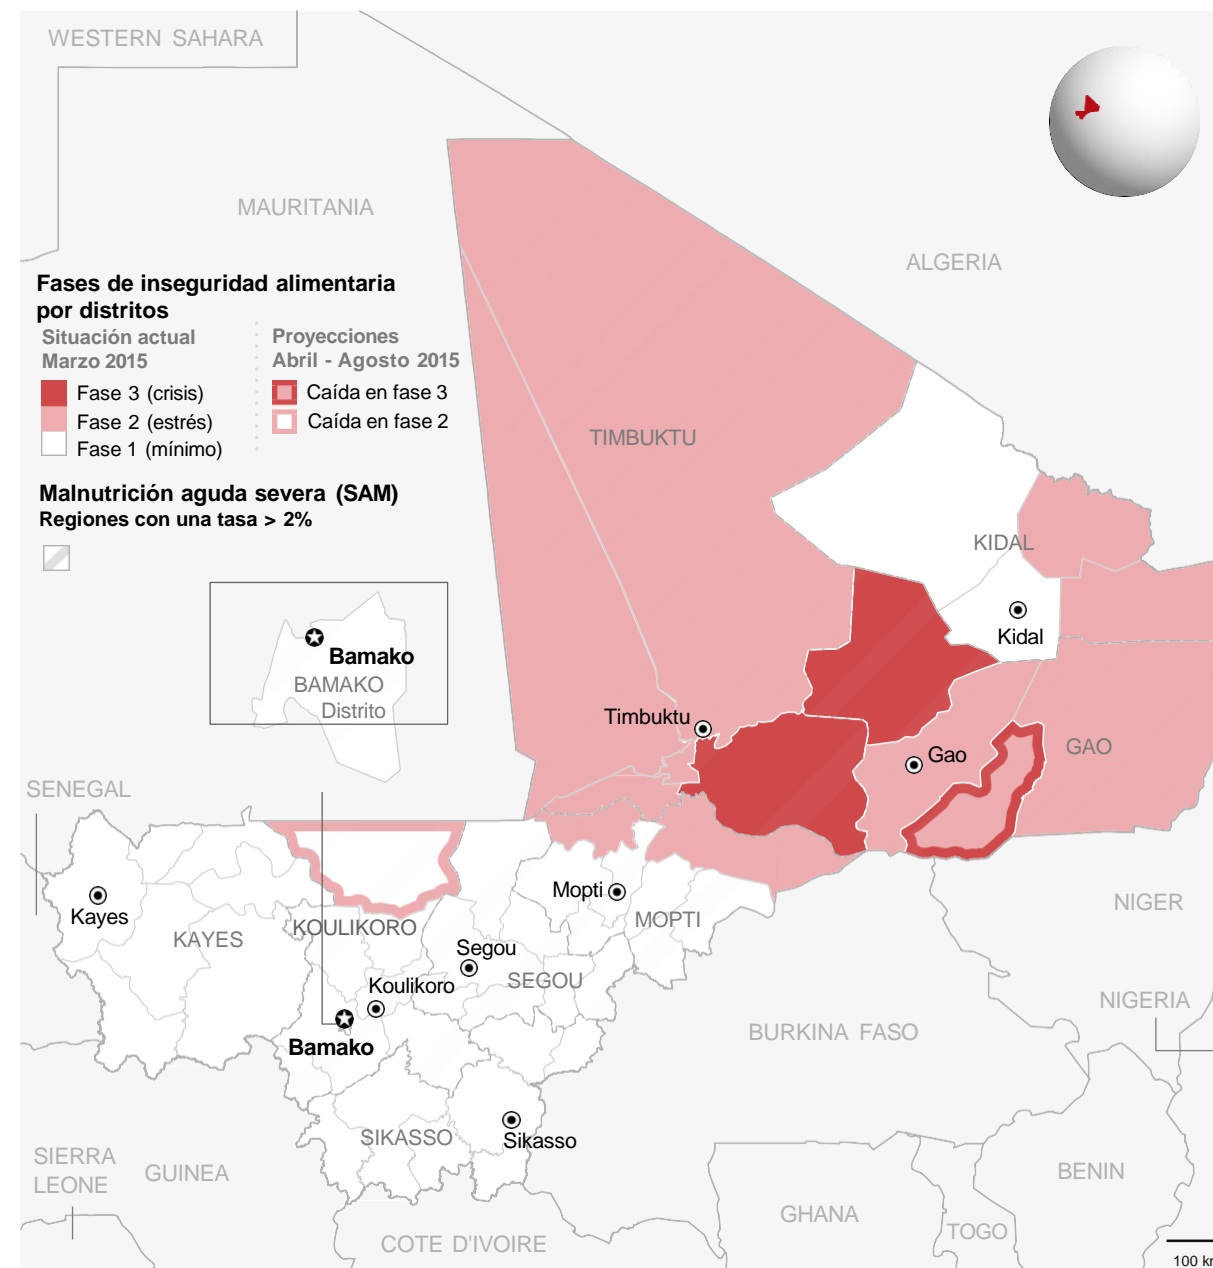 WESTERN SAHARA
MAURITANIA
ALGERIA
Fases de inseguridad alimentaria
por distritos
Situación actual
Marzo 2015
Proyecciones
Abril - Agosto 2015
Fase 3 (crisis)
Caída en fase 3
Fase 2 (estrés)
Caída en fase 2
Fase 1 (mínimo)
TIMBUKTU
Malnutrición aguda severa (SAM)
Regiones con una tasa > 2%
KIDAL
Kidal
Bamako
BAMAKO
Distrito
Timbuktu
Gao
GAO
SENEGAL
Kayes
KAYES
KOULIKORO
Mopti
MOPTI
NIGER
Segou
SEGOU
Koulikoro
NIGERIA
Bamako
BURKINA FASO
SIKASSO
Sikasso
SIERRA
LEONE
GUINEA
BENIN
GHANA
TOGO
COTE D'IVOIRE
100